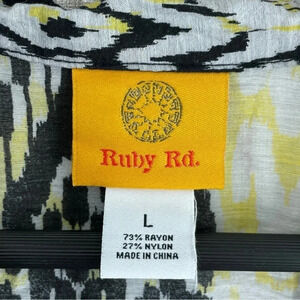 Ruby Rd.
L
73% RAYON
27% NYLON
MADE IN CHINA